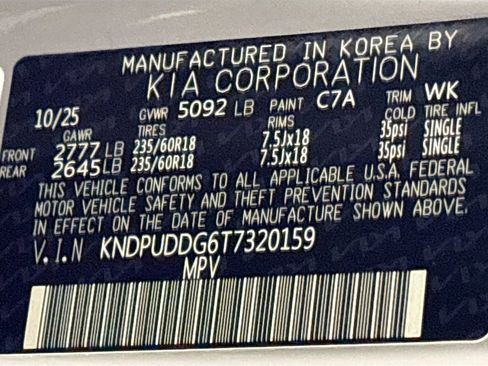 MANUFACTURED IN KOREA BY
KIA CORPORATION
10/25 GVWR 5092 LB PAINT C7A TRIM WK
GAWR TIRES RIMS COLD TIRE INFL
FRONT 2777 LB 235/60R18 7.5Jx18 35psi SINGLE
REAR 2645LB 235/60R18 7.5Jx18 35psi SINGLE
THIS VEHICLE CONFORMS TO ALL APPLICABLE U.S.A. FEDERAL
MOTOR VEHICLE SAFETY AND THEFT PREVENTION STANDARDS
IN EFFECT ON THE DATE OF MANUFACTURE SHOWN ABOVE.
V.I.N KNDPUDDG6T7320159
MPV